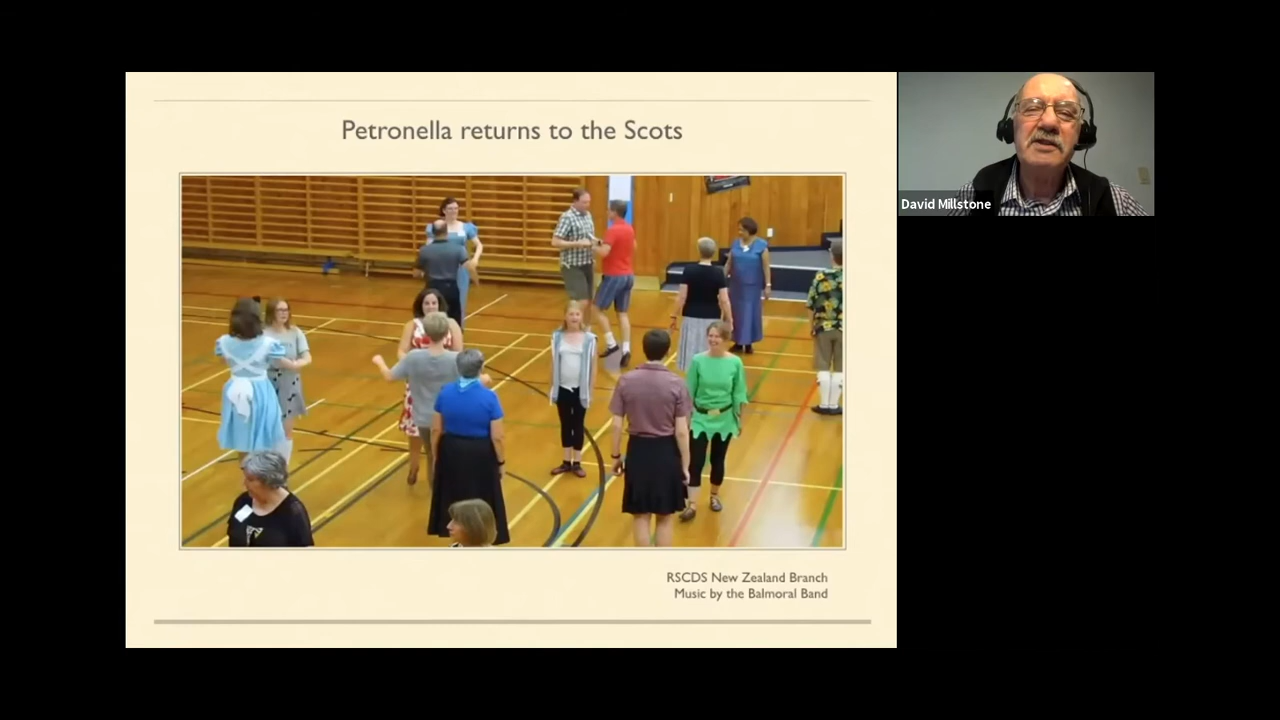 Petronella returns to the Scots
David Millstone
RSCDS New Zealand Branch
Music by the Balmoral Band